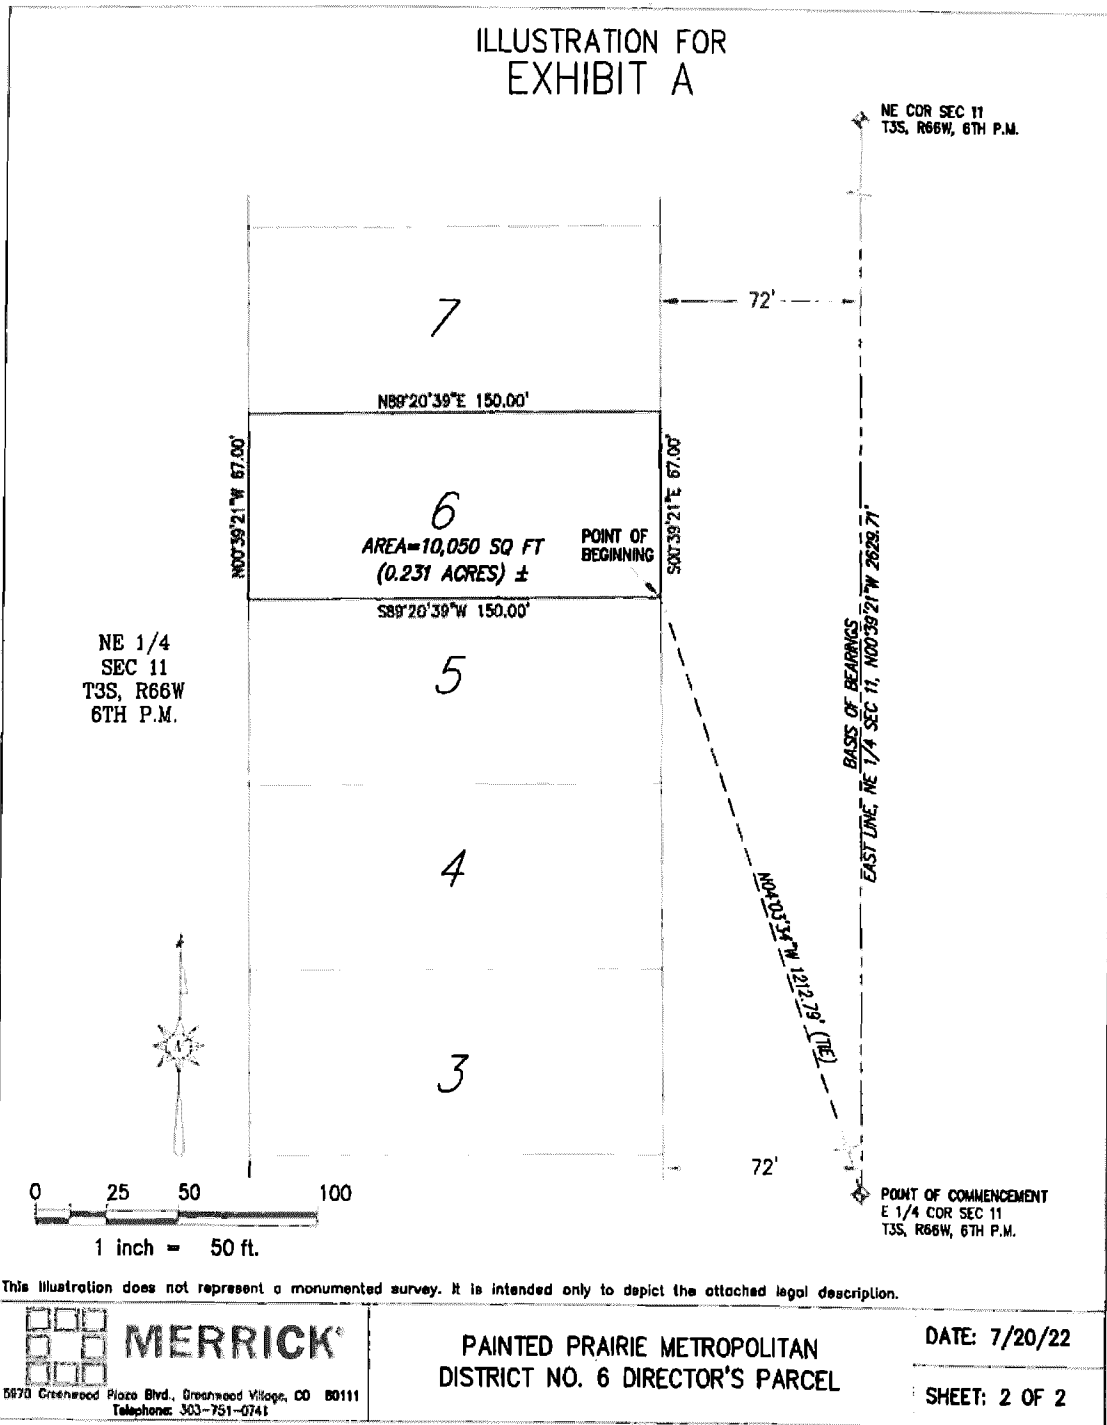 ILLUSTRATION FOR
EXHIBIT A
NE COR SEC 11
T3S, R66W, 6TH P.M.
7
72'
N89°20'39"E 150.00'
N00°39'21"W 67.00'
S00°39'21"E 67.00'
6
AREA=10,050 SQ FT
(0.231 ACRES) ±
POINT OF
BEGINNING
S89°20'39"W 150.00'
BASIS OF BEARINGS
EAST LINE, NE 1/4 SEC 11, N00°39'21"W 2629.71'
NE 1/4
SEC 11
T3S, R66W
6TH P.M.
5
4
N04°03'34"W 1212.79' (TIE)
3
72'
0 25 50 100
1 inch = 50 ft.
POINT OF COMMENCEMENT
E 1/4 COR SEC 11
T3S, R66W, 6TH P.M.
This illustration does not represent a monumented survey. It is intended only to depict the attached legal description.
MERRICK®
5970 Greenwood Plaza Blvd., Greenwood Village, CO 80111
Telephone: 303-751-0741
PAINTED PRAIRIE METROPOLITAN
DISTRICT NO. 6 DIRECTOR'S PARCEL
DATE: 7/20/22
SHEET: 2 OF 2